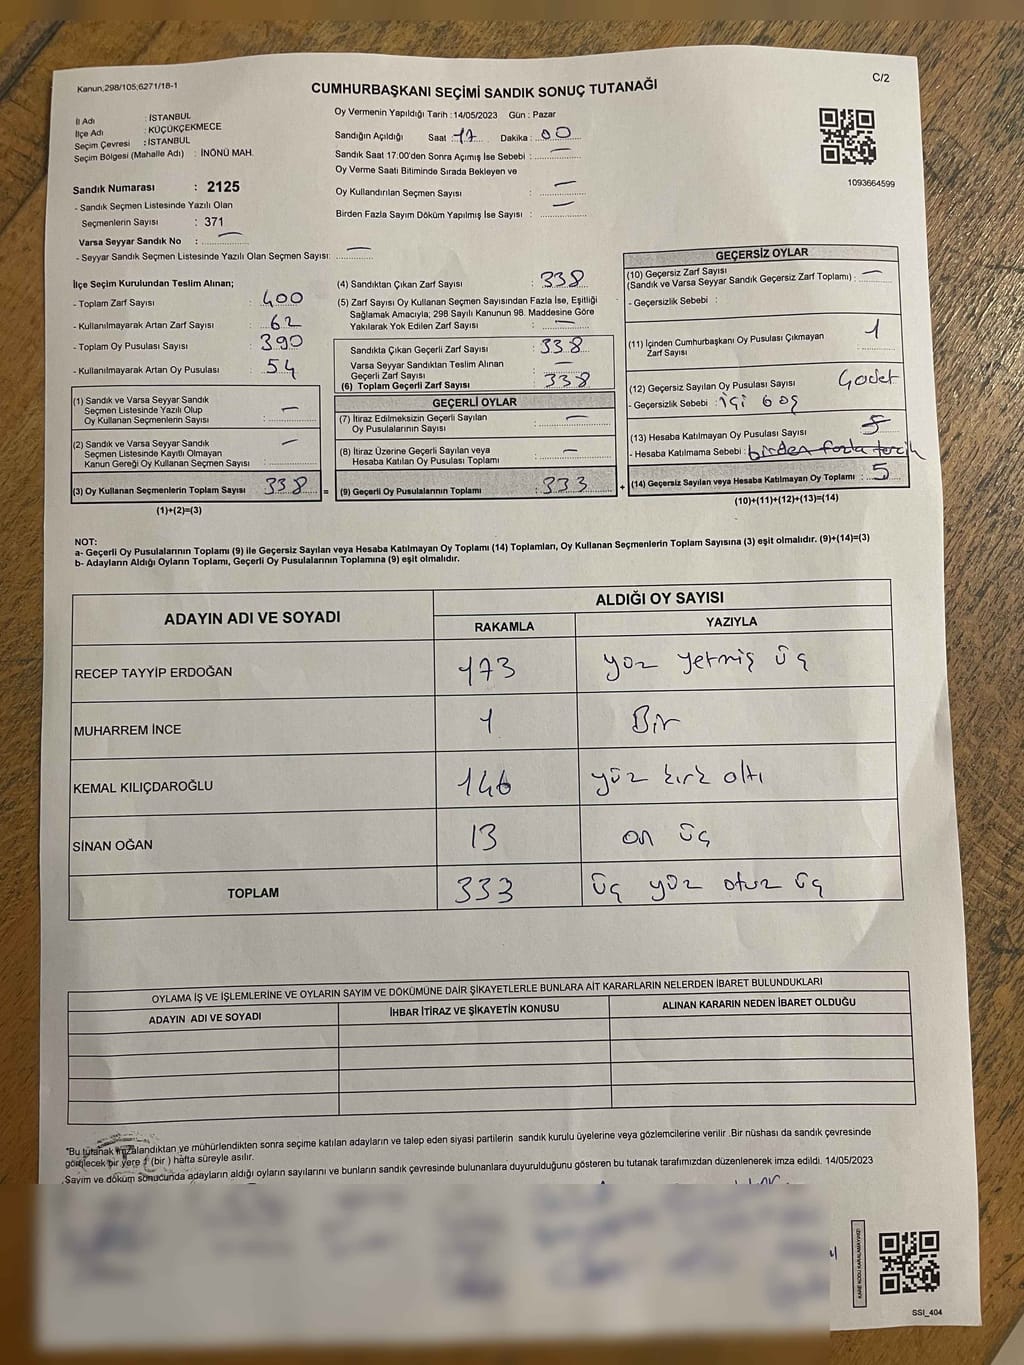 Kanun,298/105;6271/18-1
C/2
CUMHURBAŞKANI SEÇİMİ SANDIK SONUÇ TUTANAĞI
İl Adı : İSTANBUL
İlçe Adı : KÜÇÜKÇEKMECE
Seçim Çevresi : İSTANBUL
Seçim Bölgesi (Mahalle Adı) : İNÖNÜ MAH.
Sandık Numarası : 2125
- Sandık Seçmen Listesinde Yazılı Olan
Seçmenlerin Sayısı : 371
Varsa Seyyar Sandık No : —
- Seyyar Sandık Seçmen Listesinde Yazılı Olan Seçmen Sayısı: —
Oy Vermenin Yapıldığı Tarih :14/05/2023 Gün : Pazar
Sandığın Açıldığı Saat 17 Dakika : 00
Sandık Saat 17:00'den Sonra Açımış İse Sebebi : —
Oy Verme Saati Bitiminde Sırada Bekleyen ve
Oy Kullandırılan Seçmen Sayısı : —
Birden Fazla Sayım Döküm Yapılmış İse Sayısı : —
1093664599
İlçe Seçim Kurulundan Teslim Alınan;
- Toplam Zarf Sayısı : 400
- Kullanılmayarak Artan Zarf Sayısı : 62
- Toplam Oy Pusulası Sayısı : 390
- Kullanılmayarak Artan Oy Pusulası : 54
(1) Sandık ve Varsa Seyyar Sandık
Seçmen Listesinde Yazılı Olup
Oy Kullanan Seçmenlerin Sayısı : —
(2) Sandık ve Varsa Seyyar Sandık
Seçmen Listesinde Kayıtlı Olmayan
Kanun Gereği Oy Kullanan Seçmen Sayısı : —
(3) Oy Kullanan Seçmenlerin Toplam Sayısı : 338 =
(1)+(2)=(3)
(4) Sandıktan Çıkan Zarf Sayısı : 338
(5) Zarf Sayısı Oy Kullanan Seçmen Sayısından Fazla İse, Eşitliği
Sağlamak Amacıyla; 298 Sayılı Kanunun 98. Maddesine Göre
Yakılarak Yok Edilen Zarf Sayısı : —
Sandıkta Çıkan Geçerli Zarf Sayısı : 338
Varsa Seyyar Sandıktan Teslim Alınan
Geçerli Zarf Sayısı : —
(6) Toplam Geçerli Zarf Sayısı : 338
GEÇERLİ OYLAR
(7) İtiraz Edilmeksizin Geçerli Sayılan
Oy Pusulalarının Sayısı : —
(8) İtiraz Üzerine Geçerli Sayılan veya
Hesaba Katılan Oy Pusulası Toplamı : —
(9) Geçerli Oy Pusulalarının Toplamı : 333 +
GEÇERSİZ OYLAR
(10) Geçersiz Zarf Sayısı
(Sandık ve Varsa Seyyar Sandık Geçersiz Zarf Toplamı) : —
- Geçersizlik Sebebi :
(11) İçinden Cumhurbaşkanı Oy Pusulası Çıkmayan
Zarf Sayısı : 1
(12) Geçersiz Sayılan Oy Pusulası Sayısı : 4 adet
- Geçersizlik Sebebi : içi boş
(13) Hesaba Katılmayan Oy Pusulası Sayısı : 5
- Hesaba Katılmama Sebebi : birden fazla tercih
(14) Geçersiz Sayılan veya Hesaba Katılmayan Oy Toplamı : 5
(10)+(11)+(12)+(13)=(14)
NOT:
a- Geçerli Oy Pusulalarının Toplamı (9) ile Geçersiz Sayılan veya Hesaba Katılmayan Oy Toplamı (14) Toplamları, Oy Kullanan Seçmenlerin Toplam Sayısına (3) eşit olmalıdır. (9)+(14)=(3)
b- Adayların Aldığı Oyların Toplamı, Geçerli Oy Pusulalarının Toplamına (9) eşit olmalıdır.
ADAYIN ADI VE SOYADI ALDIĞI OY SAYISI
RAKAMLA YAZIYLA
RECEP TAYYİP ERDOĞAN 173 yüz yetmiş üç
MUHARREM İNCE 1 Bir
KEMAL KILIÇDAROĞLU 146 yüz kırk altı
SİNAN OĞAN 13 on üç
TOPLAM 333 üç yüz otuz üç
OYLAMA İŞ VE İŞLEMLERİNE VE OYLARIN SAYIM VE DÖKÜMÜNE DAİR ŞİKAYETLERLE BUNLARA AİT KARARLARIN NELERDEN İBARET BULUNDUKLARI
ADAYIN ADI VE SOYADI İHBAR İTİRAZ VE ŞİKAYETİN KONUSU ALINAN KARARIN NEDEN İBARET OLDUĞU
"Bu tutanak imzalandıktan ve mühürlendikten sonra seçime katılan adayların ve talep eden siyasi partilerin sandık kurulu üyelerine veya gözlemcilerine verilir .Bir nüshası da sandık çevresinde
görülecek bir yere 1 (bir ) hafta süreyle asılır.
Sayım ve döküm sonucunda adayların aldığı oyların sayılarını ve bunların sandık çevresinde bulunanlara duyurulduğunu gösteren bu tutanak tarafımızdan düzenlenerek imza edildi. 14/05/2023
KARE KODU KARALAMAYINIZ!
SSI_404